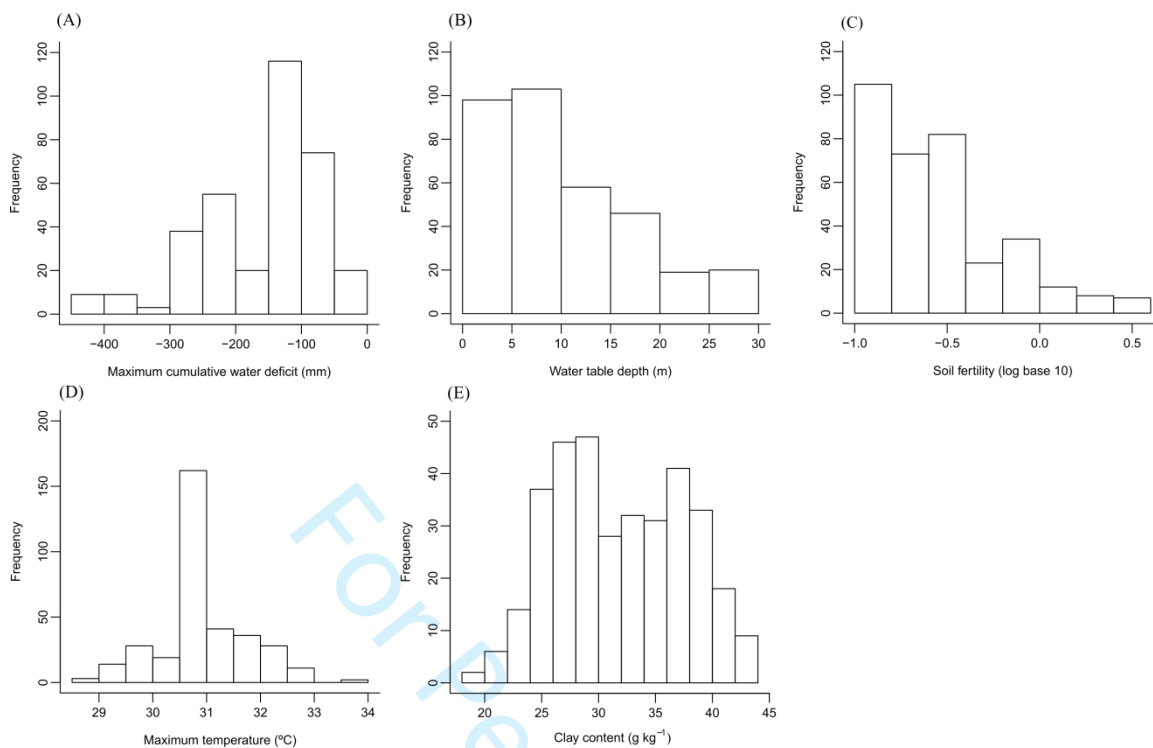 (A)
Frequency
0 20 40 60 80 100 120
−400 −300 −200 −100 0
Maximum cumulative water deficit (mm)
(B)
Frequency
0 20 40 60 80 100 120
0 5 10 15 20 25 30
Water table depth (m)
(C)
Frequency
0 20 40 60 80 100 120
−1.0 −0.5 0.0 0.5
Soil fertility (log base 10)
(D)
Frequency
0 50 100 150 200
29 30 31 32 33 34
Maximum temperature (ºC)
(E)
Frequency
0 10 20 30 40 50
20 25 30 35 40 45
Clay content (g kg⁻¹)
For Pe